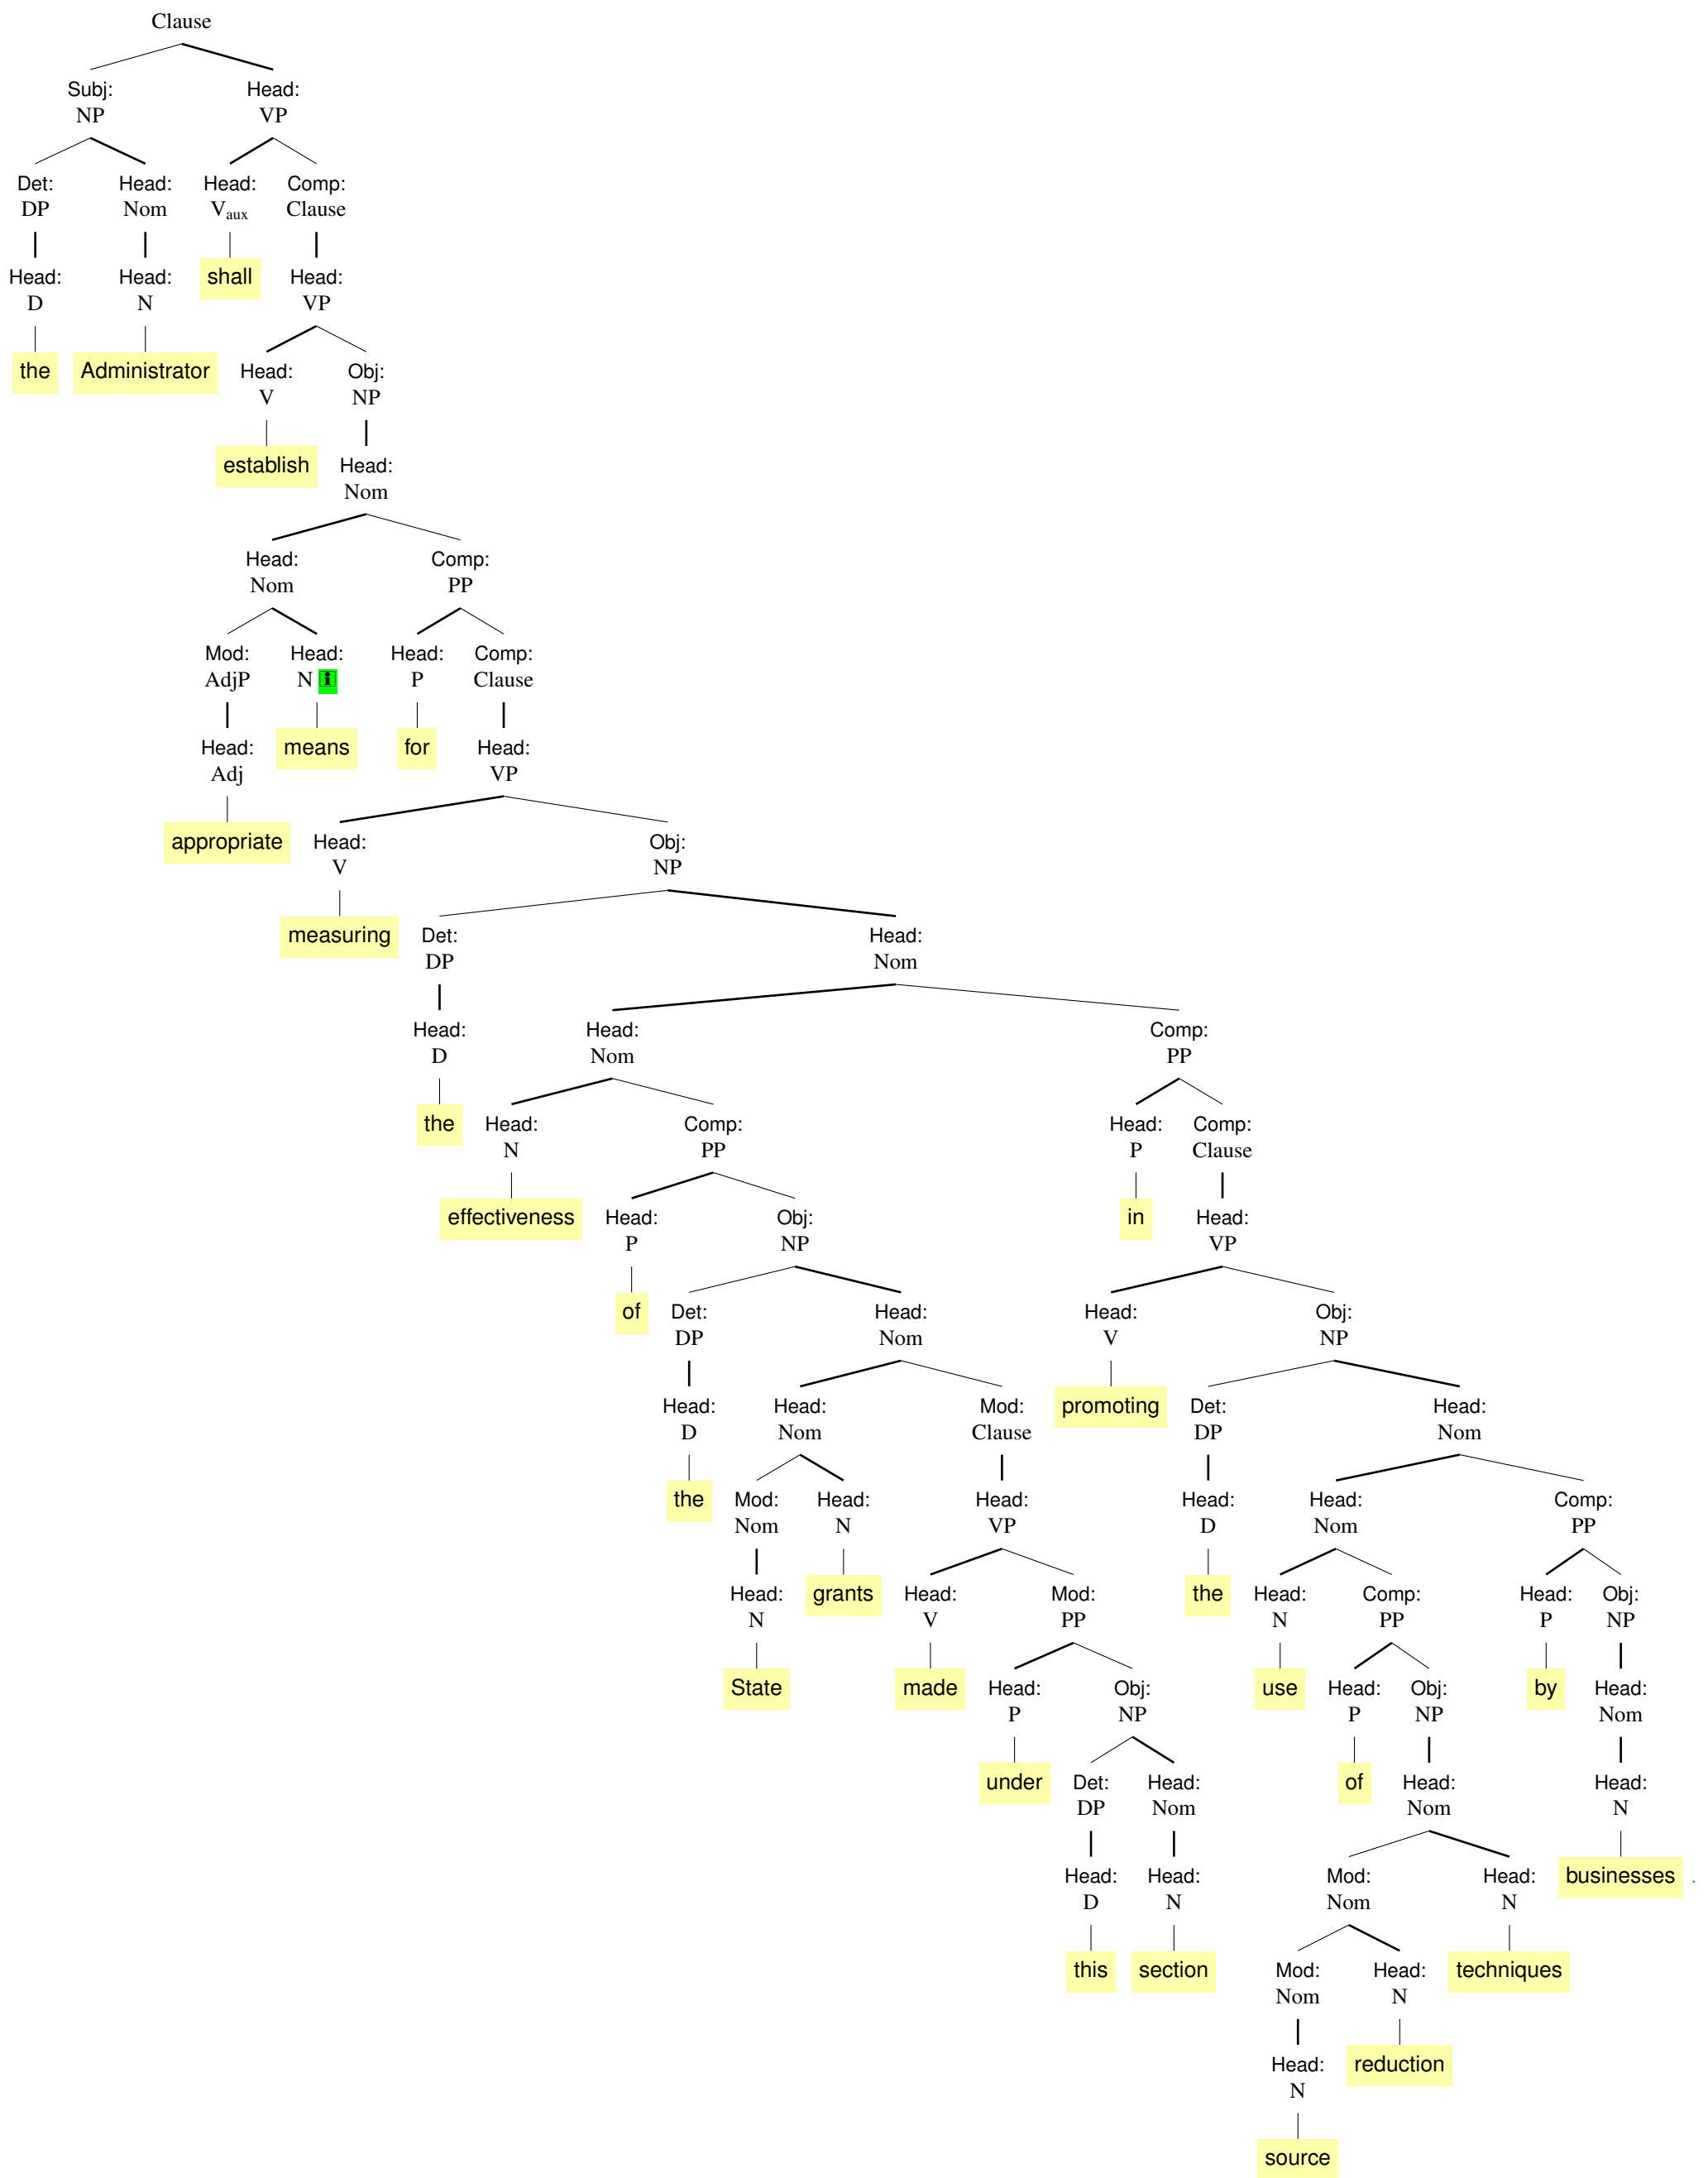 Clause
Subj: Head:
NP VP
Det: Head: Head: Comp:
DP Nom Vaux Clause
Head: Head: shall Head:
D N VP
the Administrator Head: Obj:
V NP
establish Head:
Nom
Head: Comp:
Nom PP
Mod: Head: Head: Comp:
AdjP N i P Clause
Head: means for Head:
Adj VP
appropriate Head: Obj:
V NP
measuring Det: Head:
DP Nom
Head: Head: Comp:
D Nom PP
the Head: Comp: Head: Comp:
N PP P Clause
effectiveness Head: Obj: in Head:
P NP VP
of Det: Head: Head: Obj:
DP Nom V NP
Head: Head: Mod: promoting Det: Head:
D Nom Clause DP Nom
the Mod: Head: Head: Head: Head: Comp:
Nom N VP D Nom PP
Head: grants Head: Mod: the Head: Comp: Head: Obj:
N V PP N PP P NP
State made Head: Obj: use Head: Obj: by Head:
P NP P NP Nom
under Det: Head: of Head: Head:
DP Nom Nom N
Head: Head: Mod: Head: businesses .
D N Nom N
this section Mod: Head: techniques
Nom N
Head: reduction
N
source